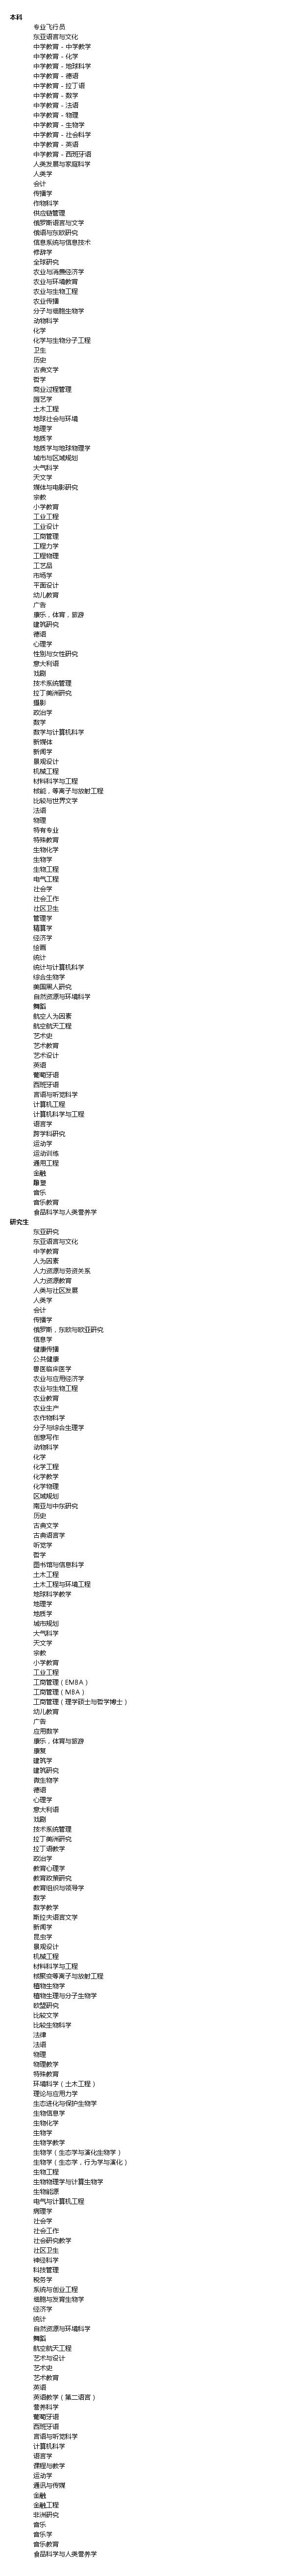 本科
专业飞行员
东亚语言与文化
中学教育 - 中学教学
中学教育 - 化学
中学教育 - 地球科学
中学教育 - 德语
中学教育 - 拉丁语
中学教育 - 数学
中学教育 - 法语
中学教育 - 物理
中学教育 - 生物学
中学教育 - 社会科学
中学教育 - 英语
中学教育 - 西班牙语
人类发展与家庭科学
人类学
会计
传播学
作物科学
供应链管理
俄罗斯语言与文学
俄语与东欧研究
信息系统与信息技术
修辞学
全球研究
农业与消费经济学
农业与环境教育
农业与生物工程
农业传播
分子与细胞生物学
动物科学
化学
化学与生物分子工程
卫生
历史
古典文学
哲学
商业过程管理
园艺学
土木工程
地球社会与环境
地理学
地质学
地质学与地球物理学
城市与区域规划
大气科学
天文学
媒体与电影研究
宗教
小学教育
工业工程
工业设计
工商管理
工程力学
工程物理
工艺品
市场学
平面设计
幼儿教育
广告
康乐，体育，旅游
建筑研究
德语
心理学
性别与女性研究
意大利语
戏剧
技术系统管理
拉丁美洲研究
摄影
政治学
数学
数学与计算机科学
新媒体
新闻学
景观设计
机械工程
材料科学与工程
核能，等离子与放射工程
比较与世界文学
法语
物理
特有专业
特殊教育
生物化学
生物学
生物工程
电气工程
社会学
社会工作
社区卫生
管理学
精算学
经济学
绘画
统计
统计与计算机科学
综合生物学
美国黑人研究
自然资源与环境科学
舞蹈
航空人为因素
航空航天工程
艺术史
艺术教育
艺术设计
英语
葡萄牙语
西班牙语
言语与听觉科学
计算机工程
计算机科学与工程
语言学
跨学科研究
运动学
运动训练
通用工程
金融
雕塑
音乐
音乐教育
食品科学与人类营养学
研究生
东亚研究
东亚语言与文化
中学教育
人为因素
人力资源与劳资关系
人力资源教育
人类与社区发展
人类学
会计
传播学
俄罗斯，东欧与欧亚研究
信息学
健康传播
公共健康
兽医临床医学
农业与应用经济学
农业与生物工程
农业教育
农业生产
农作物科学
分子与综合生理学
创意写作
动物科学
化学
化学工程
化学教学
化学物理
区域规划
南亚与中东研究
历史
古典文学
古典语言学
听觉学
哲学
图书馆与信息科学
土木工程
土木工程与环境工程
地球科学教学
地理学
地质学
城市规划
大气科学
天文学
宗教
小学教育
工业工程
工商管理（EMBA）
工商管理（MBA）
工商管理（理学硕士与哲学博士）
幼儿教育
广告
应用数学
康乐，体育与旅游
康复
建筑学
建筑研究
微生物学
德语
心理学
意大利语
戏剧
技术系统管理
拉丁美洲研究
拉丁语教学
政治学
教育心理学
教育政策研究
教育组织与领导学
数学
数学教学
斯拉夫语言文学
新闻学
昆虫学
景观设计
机械工程
材料科学与工程
核聚变等离子与放射工程
植物生物学
植物生理与分子生物学
欧盟研究
比较文学
比较生物科学
法律
法语
物理
物理教学
特殊教育
环境科学（土木工程）
理论与应用力学
生态进化与保护生物学
生物信息学
生物化学
生物学
生物学教学
生物学（生态学与演化生物学）
生物学（生态学，行为学与演化）
生物工程
生物物理学与计算生物学
生物能源
电气与计算机工程
病理学
社会学
社会工作
社会研究教学
社区卫生
神经科学
科技管理
税务学
系统与创业工程
细胞与发育生物学
经济学
统计
自然资源与环境科学
舞蹈
航空航天工程
艺术与设计
艺术史
艺术教育
英语
英语教学（第二语言）
营养科学
葡萄牙语
西班牙语
言语与听觉科学
计算机科学
语言学
课程与教学
运动学
通讯与传媒
金融
金融工程
非洲研究
音乐
音乐学
音乐教育
食品科学与人类营养学